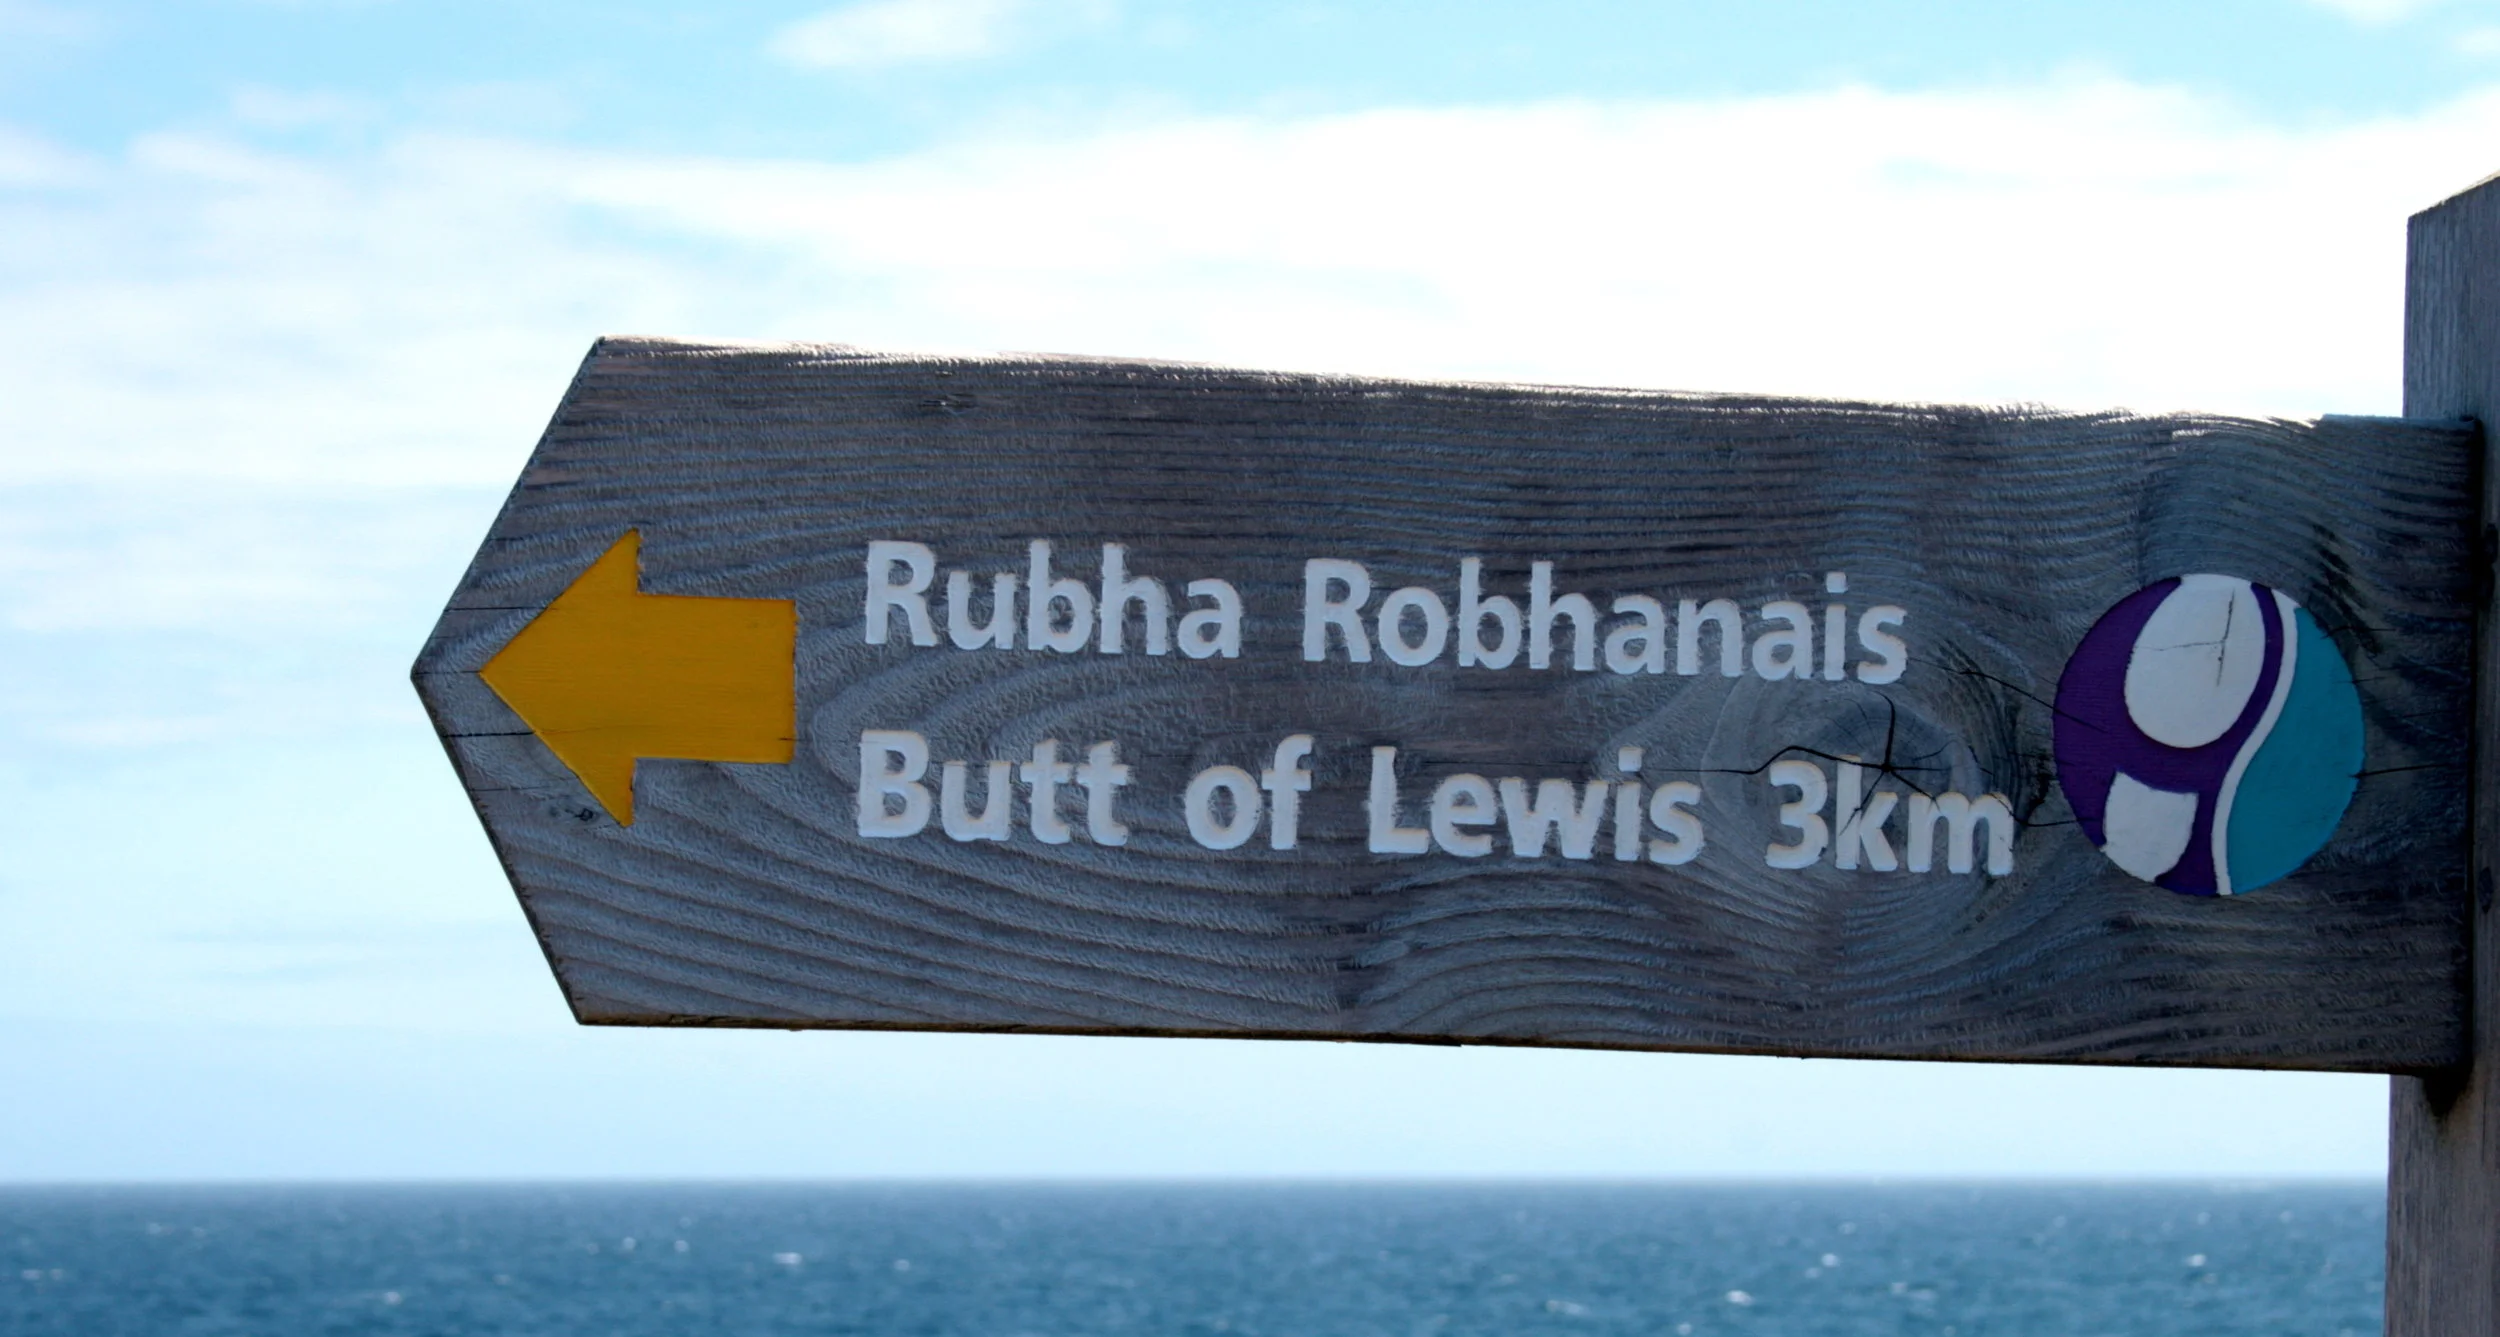 Rubha Robhanais
Butt of Lewis 3km